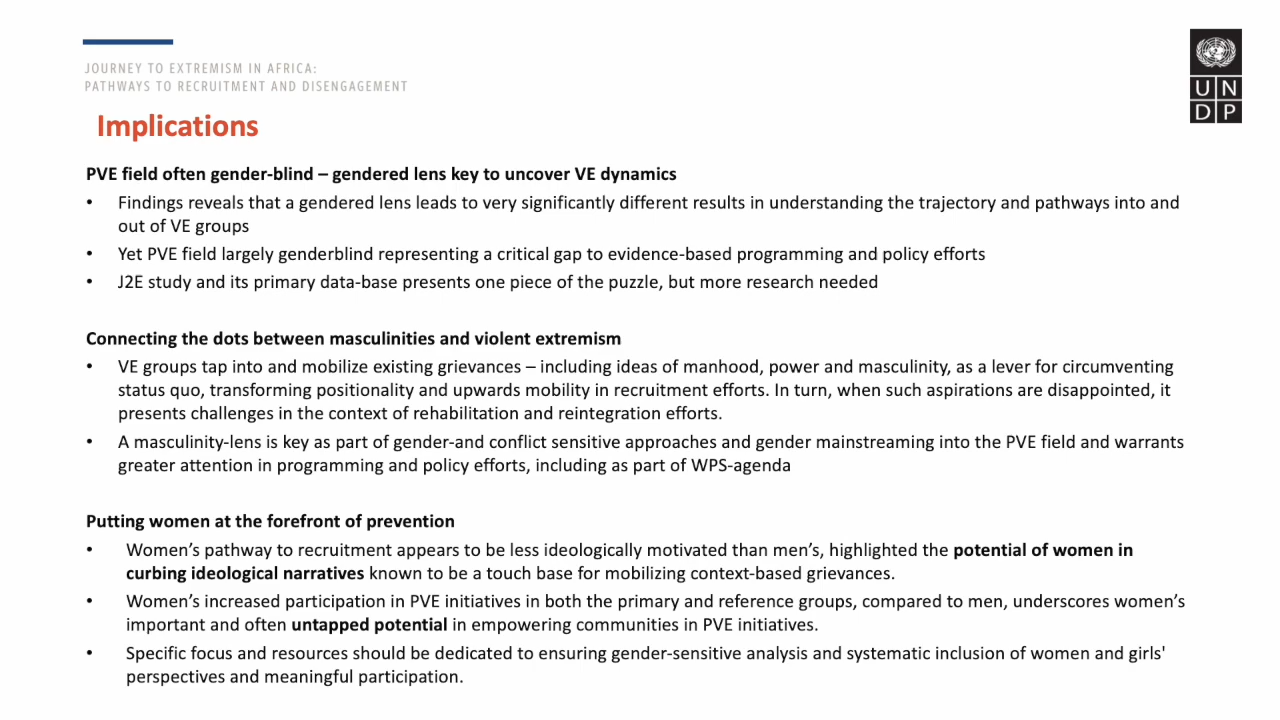 JOURNEY TO EXTREMISM IN AFRICA:
PATHWAYS TO RECRUITMENT AND DISENGAGEMENT
U N
D P
Implications
PVE field often gender-blind – gendered lens key to uncover VE dynamics
• Findings reveals that a gendered lens leads to very significantly different results in understanding the trajectory and pathways into and
out of VE groups
• Yet PVE field largely genderblind representing a critical gap to evidence-based programming and policy efforts
• J2E study and its primary data-base presents one piece of the puzzle, but more research needed
Connecting the dots between masculinities and violent extremism
• VE groups tap into and mobilize existing grievances – including ideas of manhood, power and masculinity, as a lever for circumventing
status quo, transforming positionality and upwards mobility in recruitment efforts. In turn, when such aspirations are disappointed, it
presents challenges in the context of rehabilitation and reintegration efforts.
• A masculinity-lens is key as part of gender-and conflict sensitive approaches and gender mainstreaming into the PVE field and warrants
greater attention in programming and policy efforts, including as part of WPS-agenda
Putting women at the forefront of prevention
• Women’s pathway to recruitment appears to be less ideologically motivated than men’s, highlighted the potential of women in
curbing ideological narratives known to be a touch base for mobilizing context-based grievances.
• Women’s increased participation in PVE initiatives in both the primary and reference groups, compared to men, underscores women’s
important and often untapped potential in empowering communities in PVE initiatives.
• Specific focus and resources should be dedicated to ensuring gender-sensitive analysis and systematic inclusion of women and girls'
perspectives and meaningful participation.